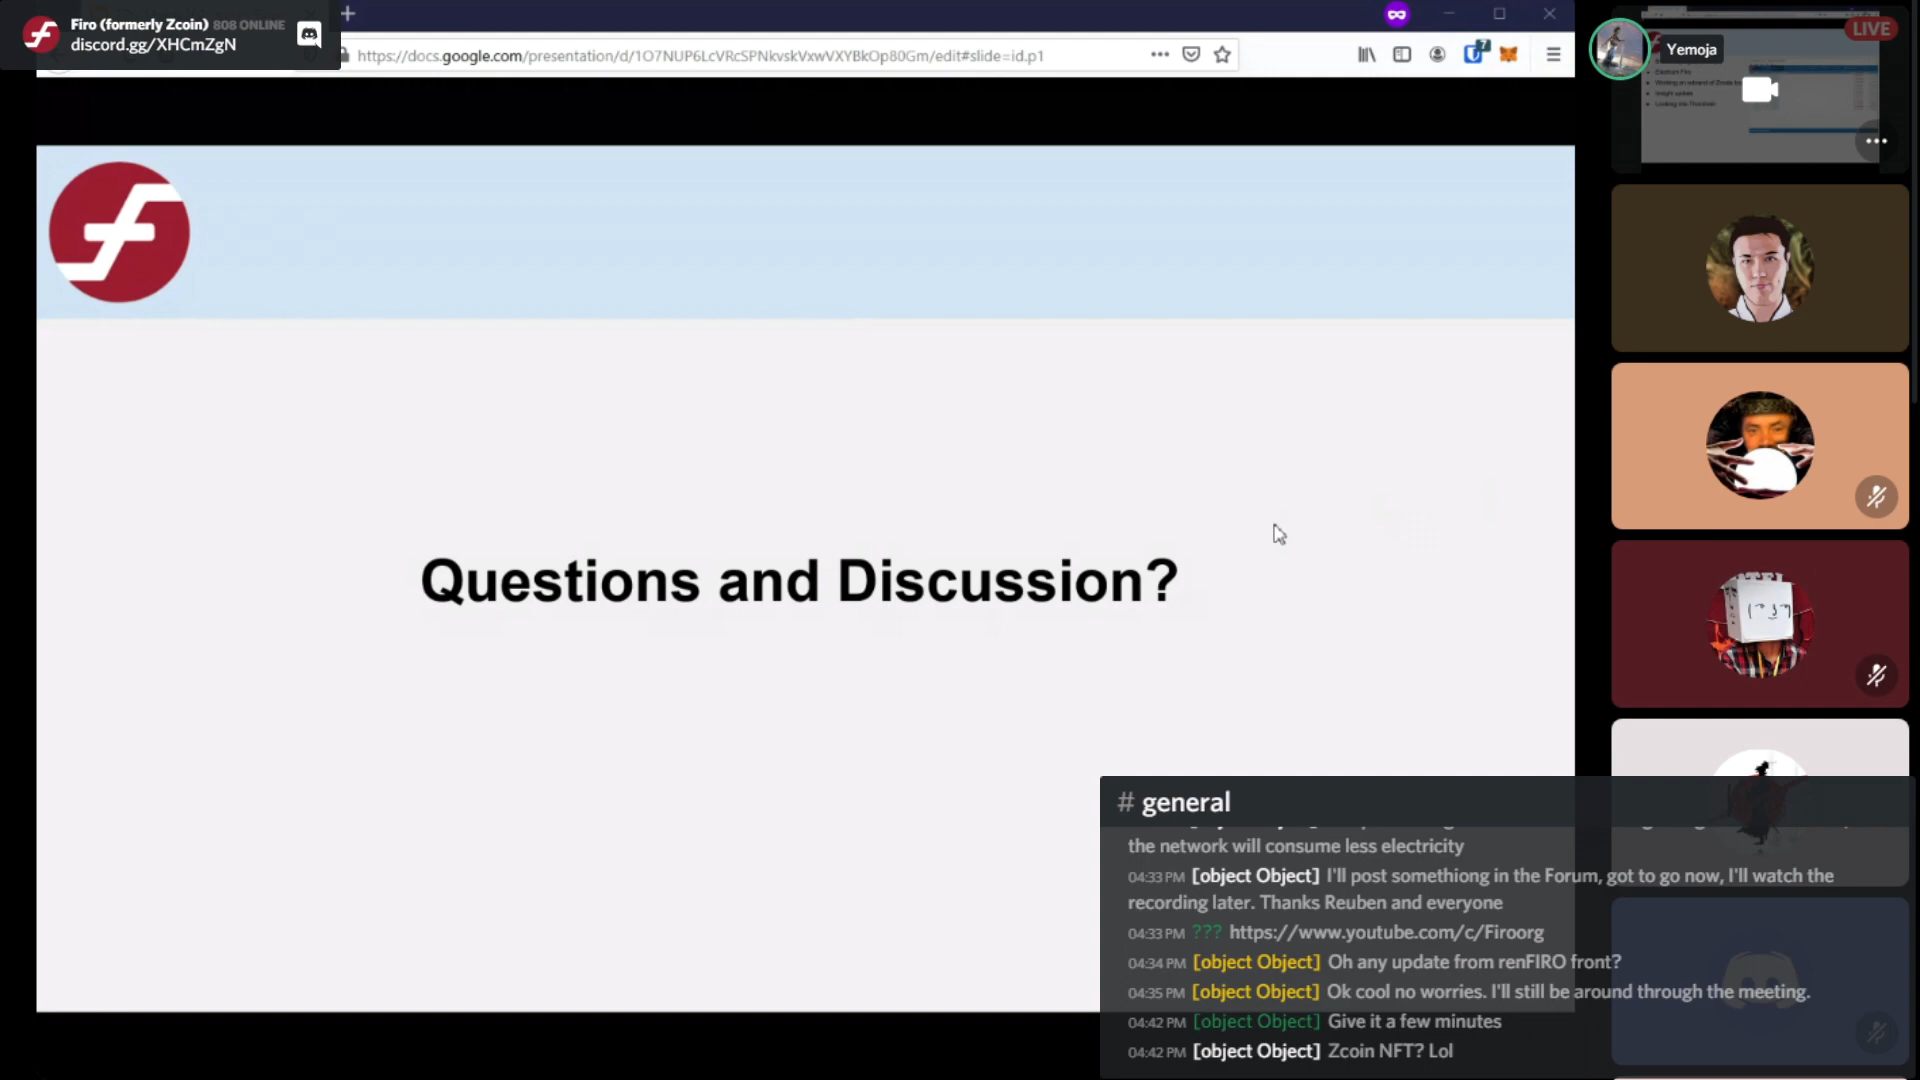 Firo (formerly Zcoin) 808 ONLINE
discord.gg/XHCmZgN
https://docs.google.com/presentation/d/1O7NUP6LcVRcSPNkvskVxwVXYBkOp80Gm/edit#slide=id.p1
7
Yemoja
LIVE
Insight update
Questions and Discussion?
# general
the network will consume less electricity
04:33 PM [object Object] I'll post somethiong in the Forum, got to go now, I'll watch the
recording later. Thanks Reuben and everyone
04:33 PM ??? https://www.youtube.com/c/Firoorg
04:34 PM [object Object] Oh any update from renFIRO front?
04:35 PM [object Object] Ok cool no worries. I'll still be around through the meeting.
04:42 PM [object Object] Give it a few minutes
04:42 PM [object Object] Zcoin NFT? Lol